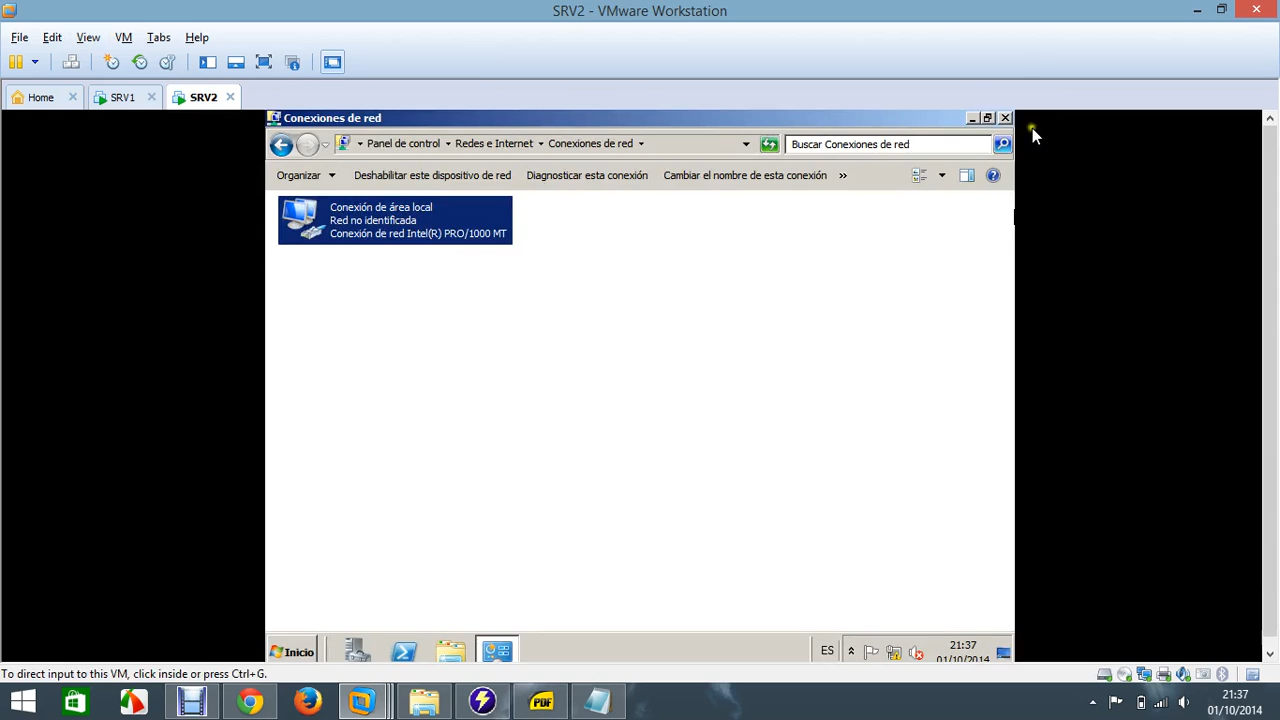 SRV2 - VMware Workstation
File Edit View VM Tabs Help
Home SRV1 SRV2
Conexiones de red
Panel de control Redes e Internet Conexiones de red Buscar Conexiones de red
Organizar Deshabilitar este dispositivo de red Diagnosticar esta conexión Cambiar el nombre de esta conexión »
Conexión de área local
Red no identificada
Conexión de red Intel(R) PRO/1000 MT
Inicio ES 21:37
01/10/2014
To direct input to this VM, click inside or press Ctrl+G.
PDF 21:37
01/10/2014